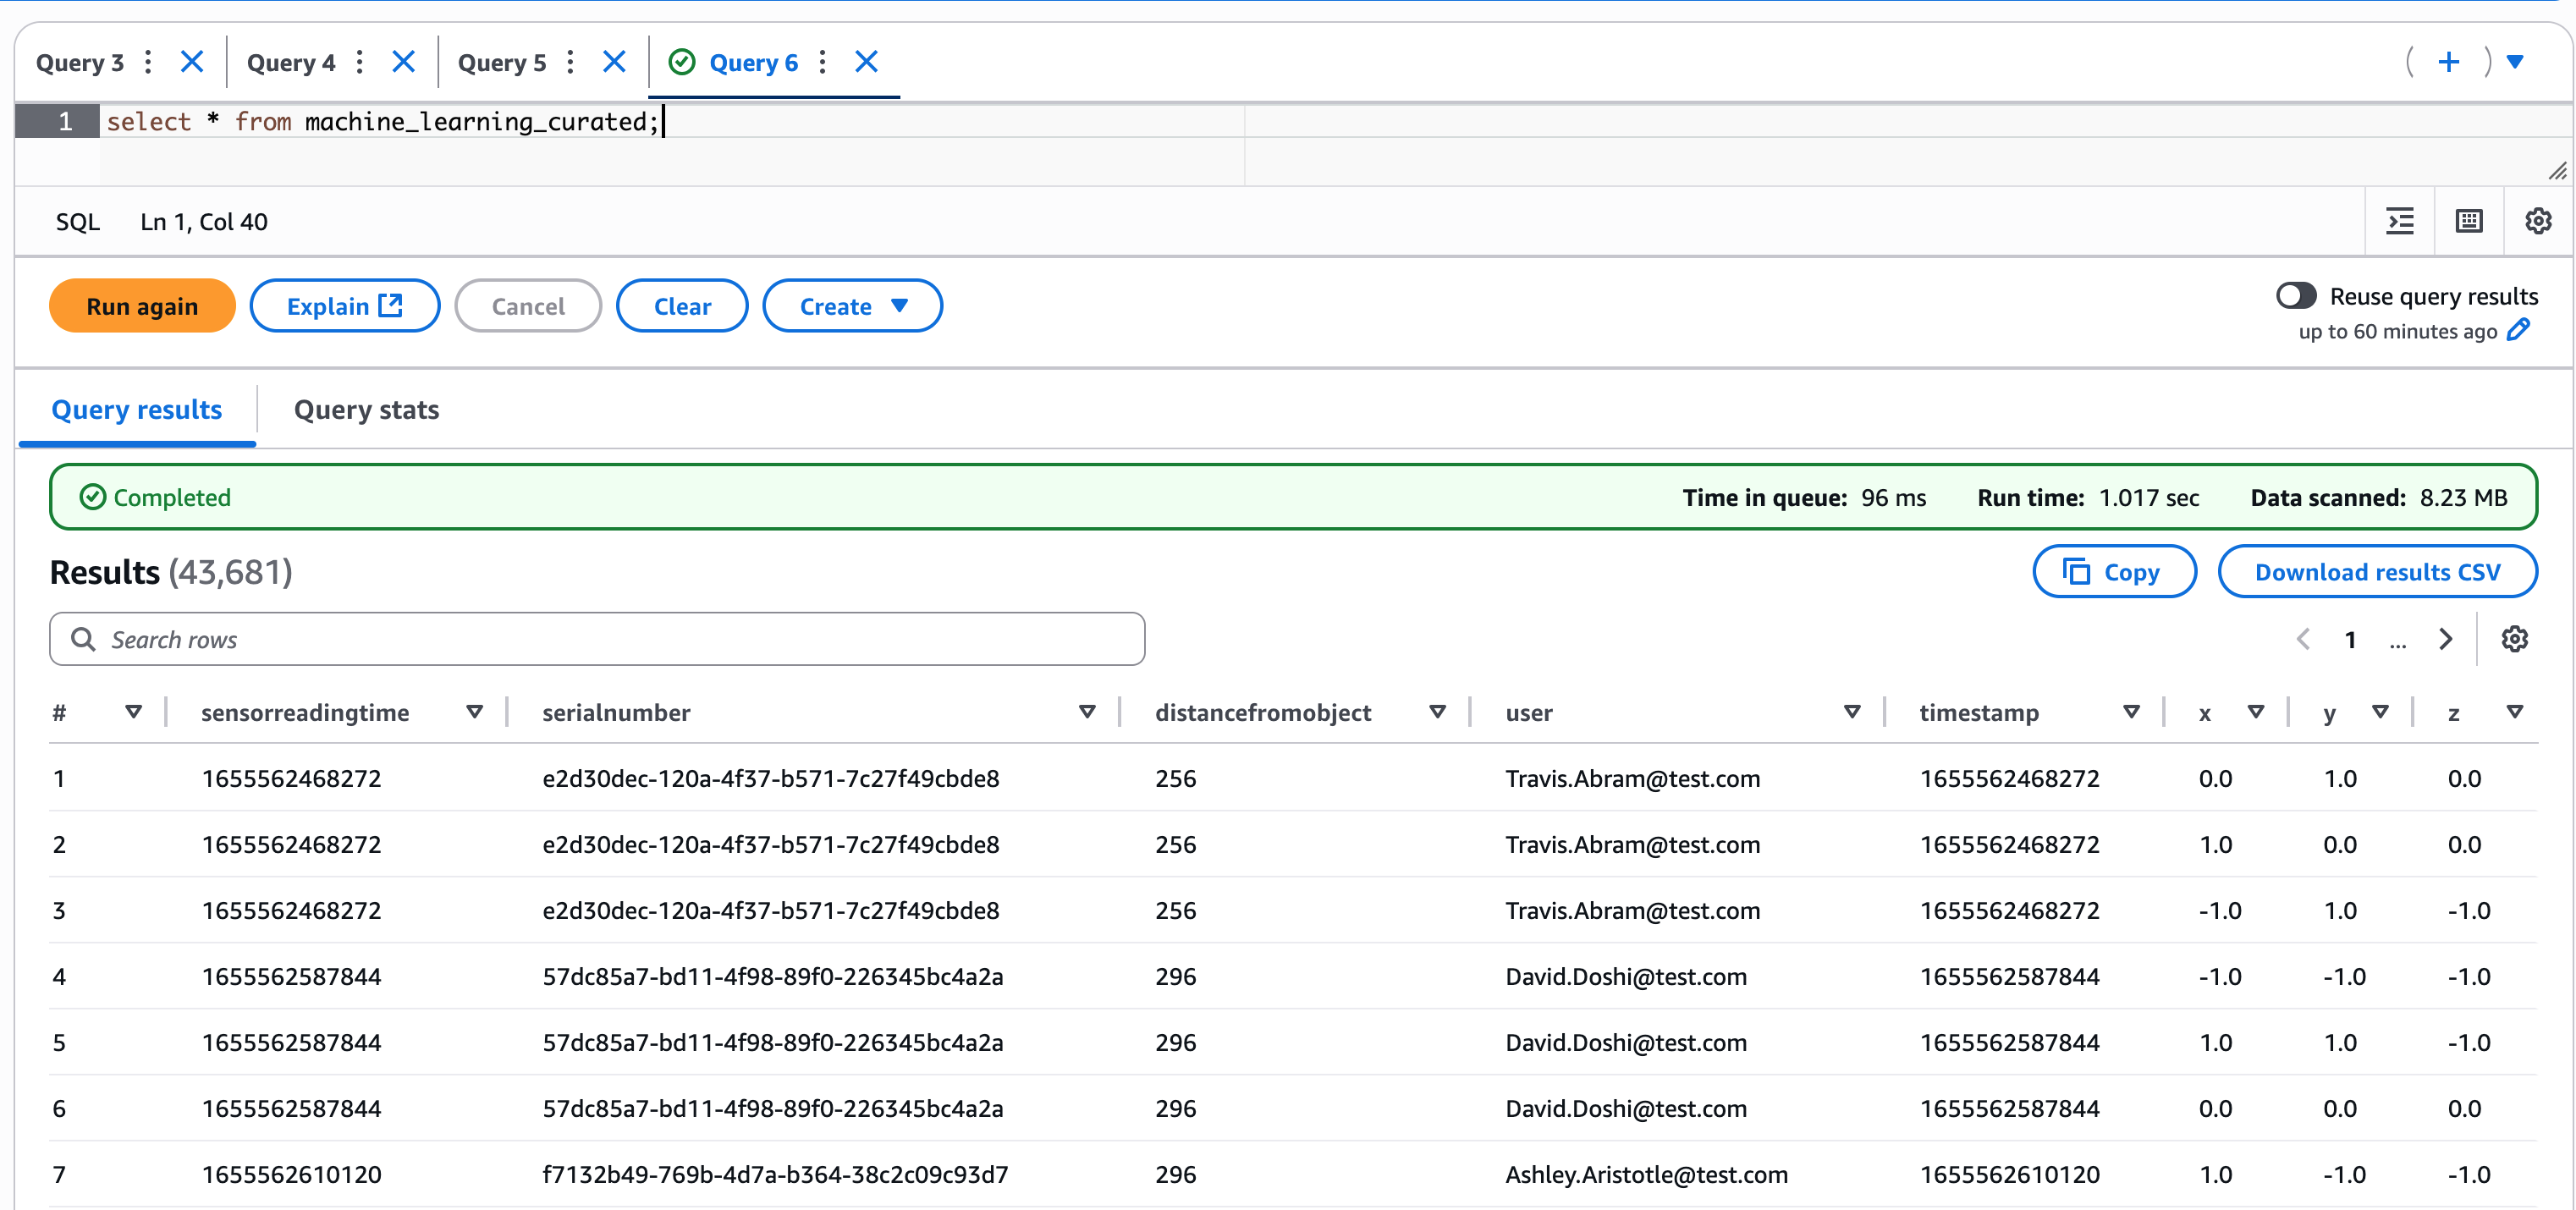 Query 3 Query 4 Query 5 Query 6
1 select * from machine_learning_curated;
SQL Ln 1, Col 40
Run again Explain Cancel Clear Create
Reuse query results
up to 60 minutes ago
Query results Query stats
Completed Time in queue: 96 ms Run time: 1.017 sec Data scanned: 8.23 MB
Results (43,681) Copy Download results CSV
Search rows 1 ...
# sensorreadingtime serialnumber distancefromobject user timestamp x y z
1 1655562468272 e2d30dec-120a-4f37-b571-7c27f49cbde8 256 Travis.Abram@test.com 1655562468272 0.0 1.0 0.0
2 1655562468272 e2d30dec-120a-4f37-b571-7c27f49cbde8 256 Travis.Abram@test.com 1655562468272 1.0 0.0 0.0
3 1655562468272 e2d30dec-120a-4f37-b571-7c27f49cbde8 256 Travis.Abram@test.com 1655562468272 -1.0 1.0 -1.0
4 1655562587844 57dc85a7-bd11-4f98-89f0-226345bc4a2a 296 David.Doshi@test.com 1655562587844 -1.0 -1.0 -1.0
5 1655562587844 57dc85a7-bd11-4f98-89f0-226345bc4a2a 296 David.Doshi@test.com 1655562587844 1.0 1.0 -1.0
6 1655562587844 57dc85a7-bd11-4f98-89f0-226345bc4a2a 296 David.Doshi@test.com 1655562587844 0.0 0.0 0.0
7 1655562610120 f7132b49-769b-4d7a-b364-38c2c09c93d7 296 Ashley.Aristotle@test.com 1655562610120 1.0 -1.0 -1.0